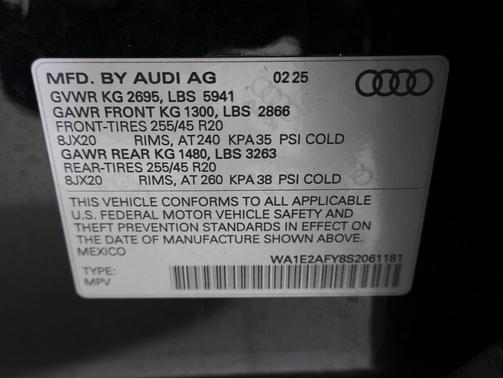 MFD. BY AUDI AG 02 25
GVWR KG 2695, LBS 5941
GAWR FRONT KG 1300, LBS 2866
FRONT-TIRES 255/45 R20
8JX20 RIMS, AT 240 KPA 35 PSI COLD
GAWR REAR KG 1480, LBS 3263
REAR-TIRES 255/45 R20
8JX20 RIMS, AT 260 KPA 38 PSI COLD
THIS VEHICLE CONFORMS TO ALL APPLICABLE
U.S. FEDERAL MOTOR VEHICLE SAFETY AND
THEFT PREVENTION STANDARDS IN EFFECT ON
THE DATE OF MANUFACTURE SHOWN ABOVE.
MEXICO
WA1E2AFY8S2061181
TYPE:
MPV